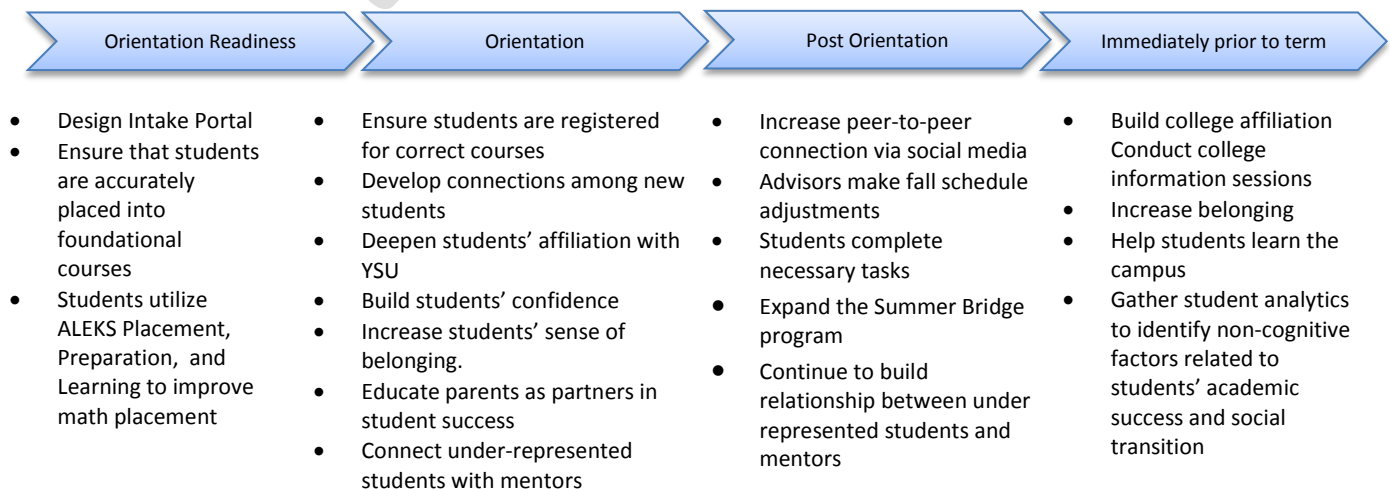 Orientation Readiness
Orientation
Post Orientation
Immediately prior to term
• Design Intake Portal
• Ensure that students
are accurately
placed into
foundational
courses
• Students utilize
ALEKS Placement,
Preparation, and
Learning to improve
math placement
• Ensure students are registered
for correct courses
• Develop connections among new
students
• Deepen students’ affiliation with
YSU
• Build students’ confidence
• Increase students’ sense of
belonging.
• Educate parents as partners in
student success
• Connect under-represented
students with mentors
• Increase peer-to-peer
connection via social media
• Advisors make fall schedule
adjustments
• Students complete
necessary tasks
• Expand the Summer Bridge
program
• Continue to build
relationship between under
represented students and
mentors
• Build college affiliation
Conduct college
information sessions
• Increase belonging
• Help students learn the
campus
• Gather student analytics
to identify non-cognitive
factors related to
students’ academic
success and social
transition